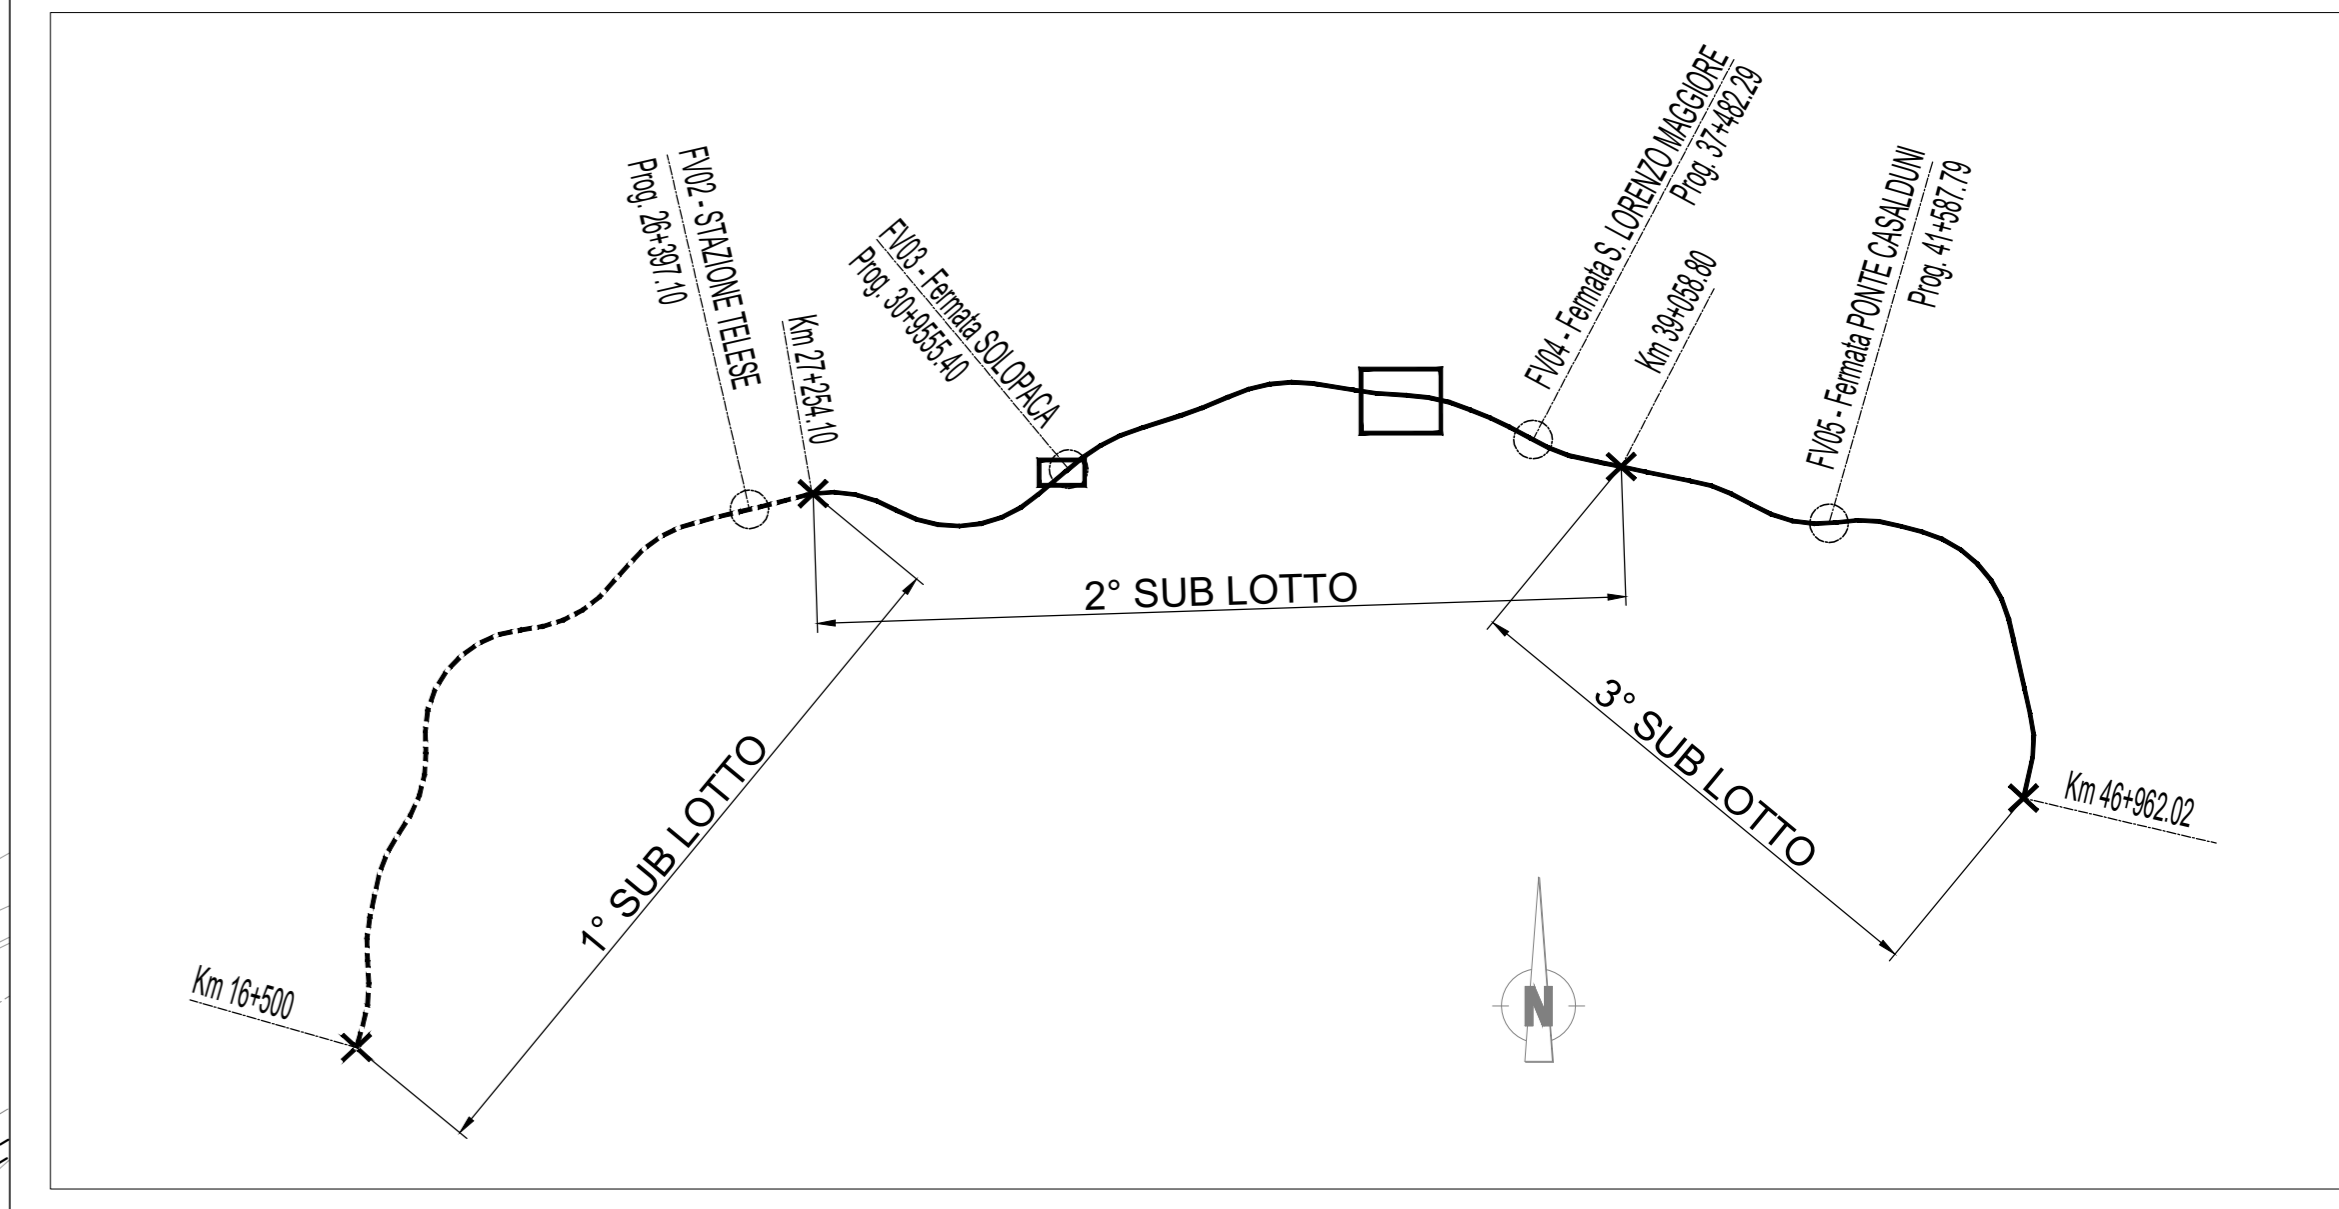 FV02 - STAZIONE TELESE
Prog. 26+397.10
Km 27+254.10
FV03 - Fermata SOLOPACA
Prog. 30+9555.40
FV04 - Fermata S. LORENZO MAGGIORE
Prog. 37+482.29
Km 39+058.80
FV05 - Fermata PONTE CASALDUNI
Prog. 41+587.79
2° SUB LOTTO
1° SUB LOTTO
3° SUB LOTTO
Km 46+962.02
Km 16+500
N